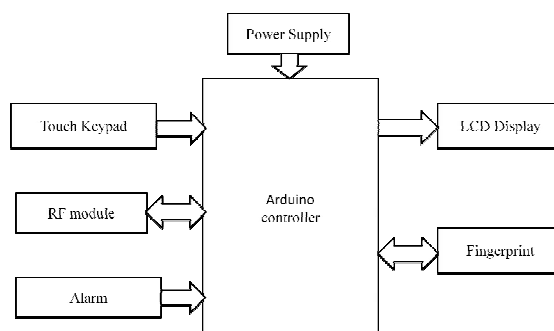 Power Supply
Touch Keypad
LCD Display
RF module
Arduino
controller
Fingerprint
Alarm